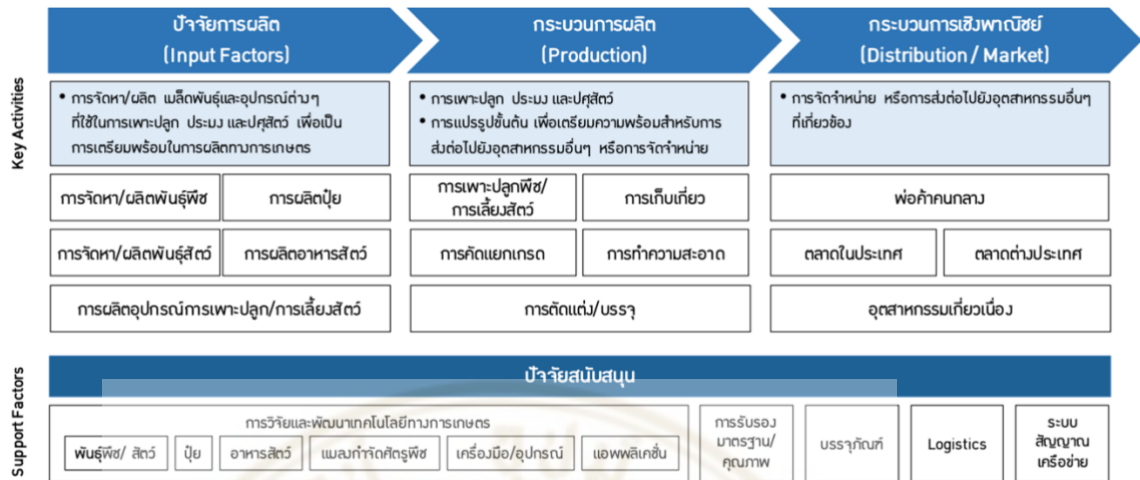 ปัจจัยการผลิต
(Input Factors)
กระบวนการผลิต
(Production)
กระบวนการเชิงพาณิชย์
(Distribution / Market)
Key Activities
• การจัดหา/ผลิต เมล็ดพันธุ์และอุปกรณ์ต่างๆ
ที่ใช้ในการเพาะปลูก ประมง และปศุสัตว์ เพื่อเป็น
การเตรียมพร้อมในการผลิตทางการเกษตร
• การเพาะปลูก ประมง และปศุสัตว์
• การแปรรูปขั้นต้น เพื่อเตรียมความพร้อมสำหรับการ
ส่งต่อไปยังอุตสาหกรรมอื่นๆ หรือการจัดจำหน่าย
• การจัดจำหน่าย หรือการส่งต่อไปยังอุตสาหกรรมอื่นๆ
ที่เกี่ยวข้อง
การจัดหา/ผลิตพันธุ์พืช
การผลิตปุ๋ย
การเพาะปลูกพืช/
การเลี้ยงสัตว์
การเก็บเกี่ยว
พ่อค้าคนกลาง
การจัดหา/ผลิตพันธุ์สัตว์
การผลิตอาหารสัตว์
การคัดแยกเกรด
การทำความสะอาด
ตลาดในประเทศ
ตลาดต่างประเทศ
การผลิตอุปกรณ์การเพาะปลูก/การเลี้ยงสัตว์
การตัดแต่ง/บรรจุ
อุตสาหกรรมเกี่ยวเนื่อง
Support Factors
ปัจจัยสนับสนุน
การวิจัยและพัฒนาเทคโนโลยีทางการเกษตร
พันธุ์พืช/ สัตว์
ปุ๋ย
อาหารสัตว์
แมลงกำจัดศัตรูพืช
เครื่องมือ/อุปกรณ์
แอพพลิเคชั่น
การรับรอง
มาตรฐาน/
คุณภาพ
บรรจุภัณฑ์
Logistics
ระบบ
สัญญาณ
เครือข่าย